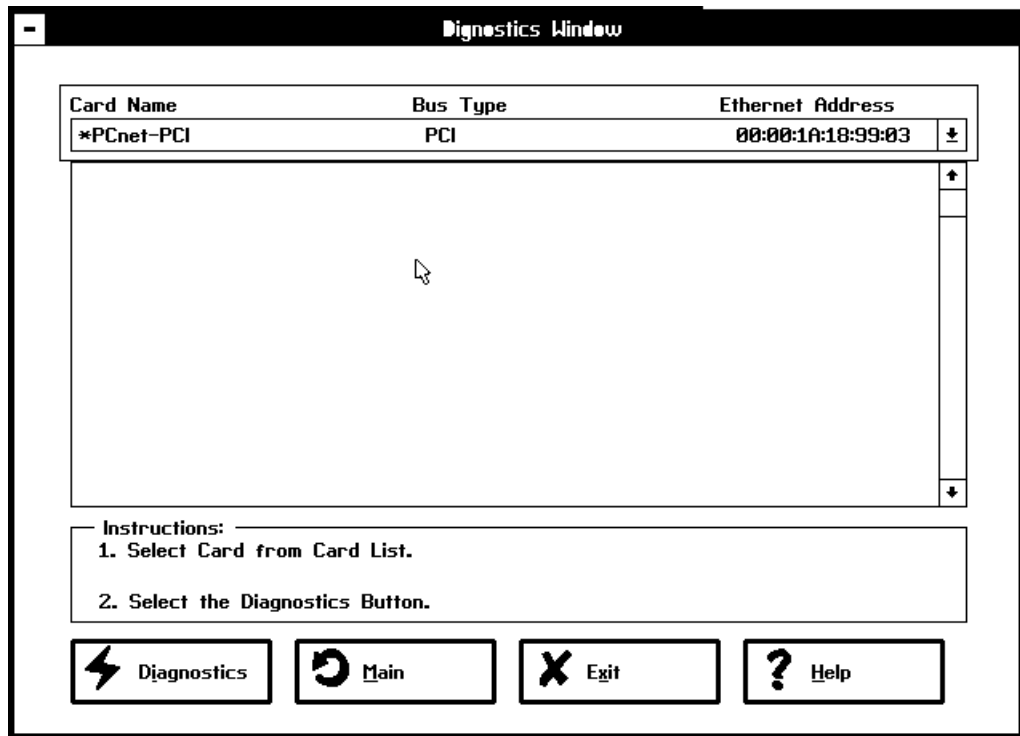 Dignostics Window
Card Name Bus Type Ethernet Address
*PCnet-PCI PCI 00:00:1A:18:99:03
Instructions:
1. Select Card from Card List.
2. Select the Diagnostics Button.
Diagnostics Main Exit Help